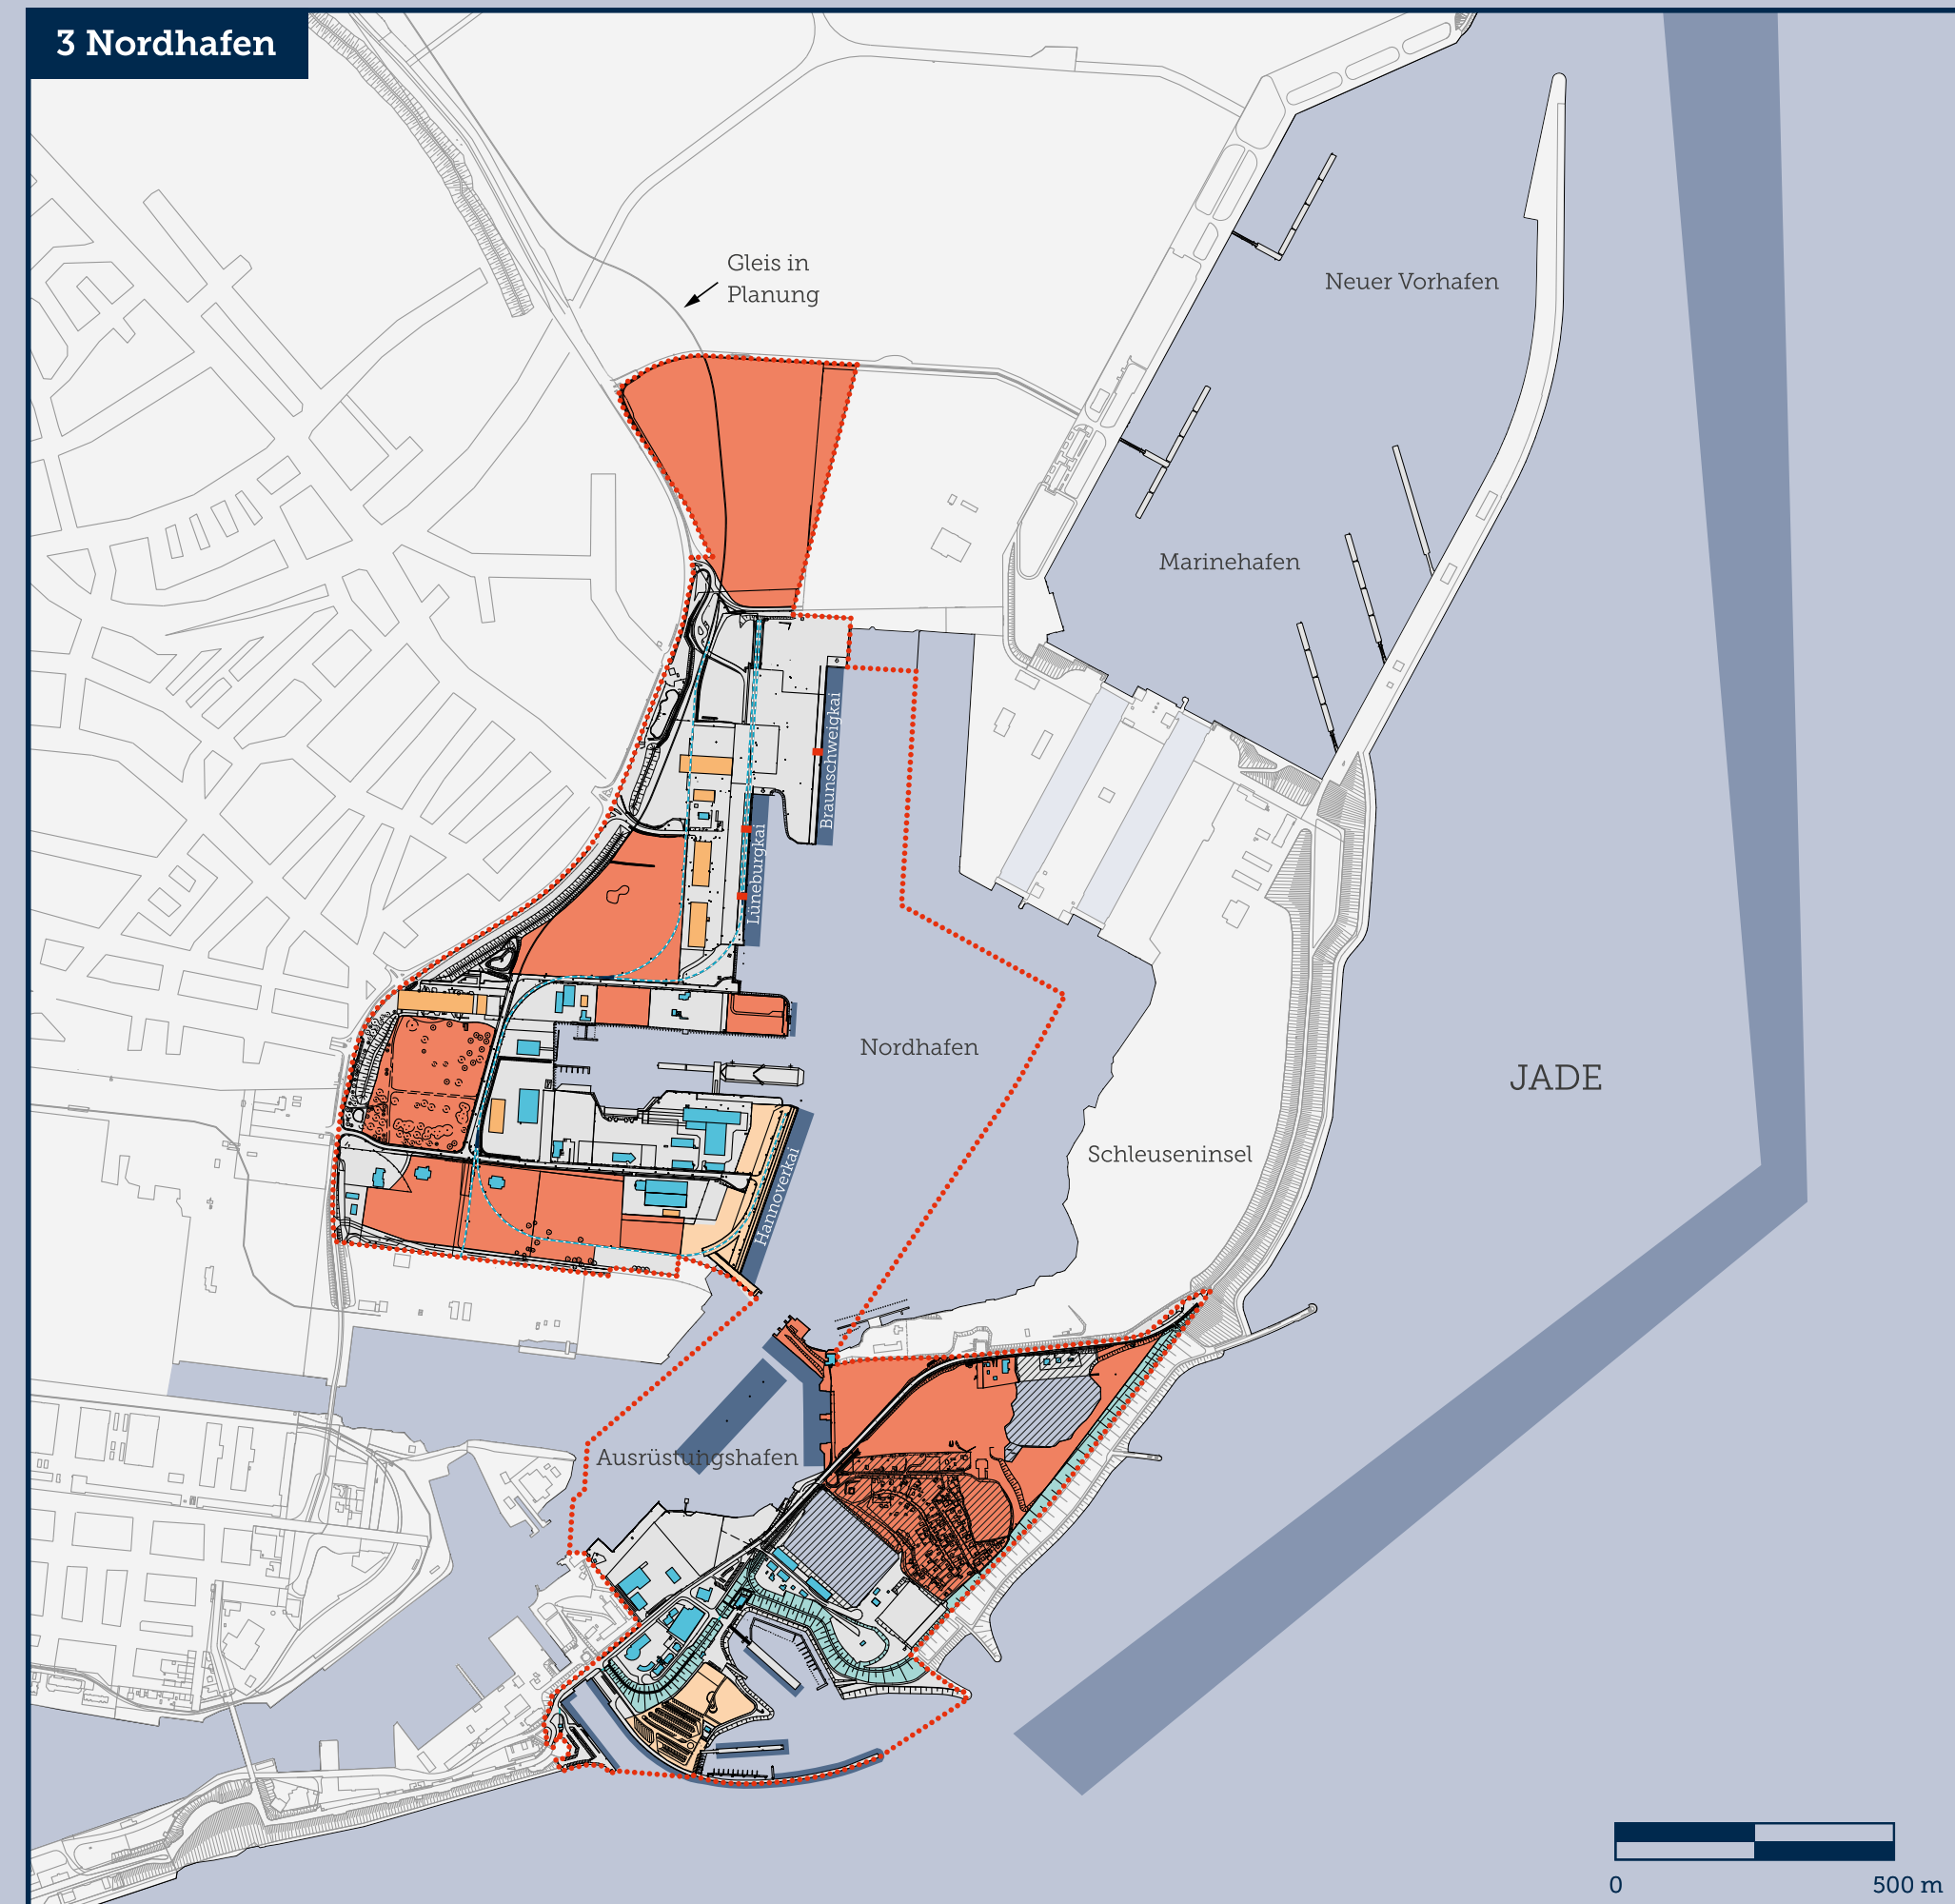 3 Nordhafen
Gleis in
Planung
Neuer Vorhafen
Marinehafen
Braunschweigkai
Lüneburgkai
Nordhafen
JADE
Hannoverkai
Schleuseninsel
Ausrüstungshafen
0
500 m